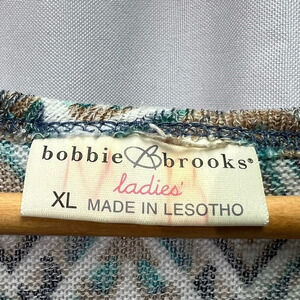 bobbie B brooks®
ladies'
XL MADE IN LESOTHO